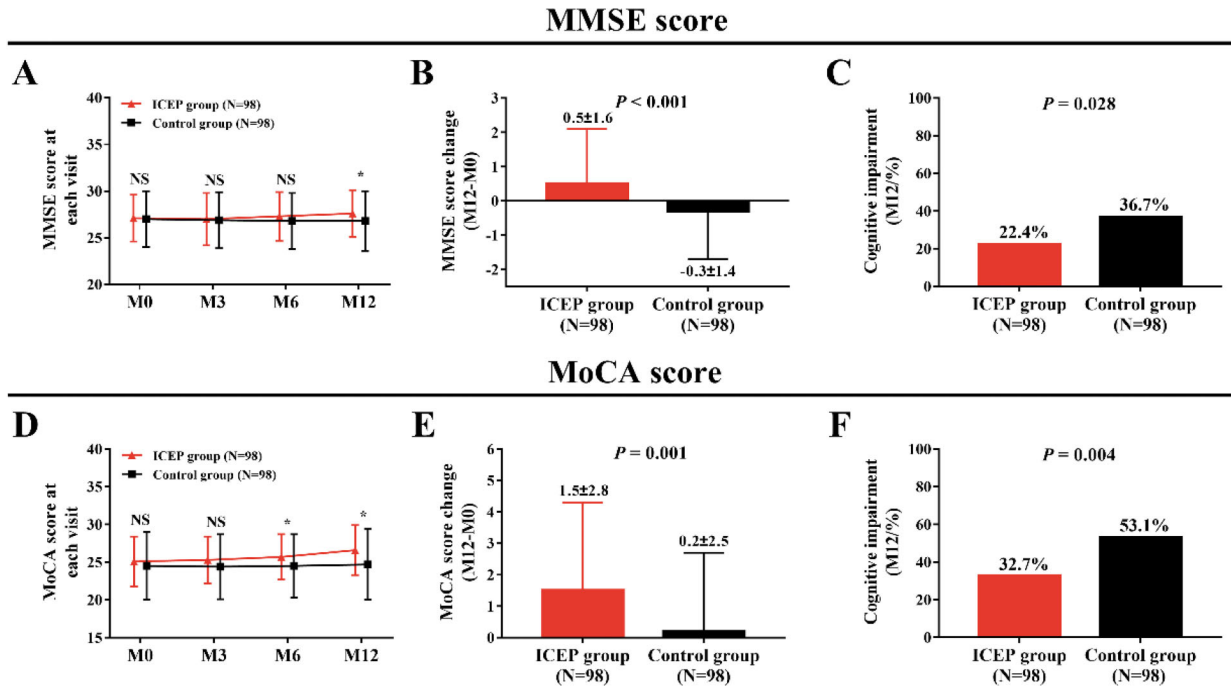 MMSE score
A
MMSE score at
each visit
40
35
30
25
20
ICEP group (N=98)
Control group (N=98)
NS
NS
NS
*
M0
M3
M6
M12
B
MMSE score change
(M12-M0)
3
2
1
0
-1
-2
P < 0.001
0.5±1.6
-0.3±1.4
ICEP group
(N=98)
Control group
(N=98)
C
Cognitive impairment
(M12/%)
100
80
60
40
20
0
P = 0.028
22.4%
36.7%
ICEP group
(N=98)
Control group
(N=98)
MoCA score
D
MoCA score at
each visit
40
35
30
25
20
15
ICEP group (N=98)
Control group (N=98)
NS
NS
*
*
M0
M3
M6
M12
E
MoCA score change
(M12-M0)
6
5
4
3
2
1
0
P = 0.001
1.5±2.8
0.2±2.5
ICEP group
(N=98)
Control group
(N=98)
F
Cognitive impairment
(M12/%)
100
80
60
40
20
0
P = 0.004
32.7%
53.1%
ICEP group
(N=98)
Control group
(N=98)